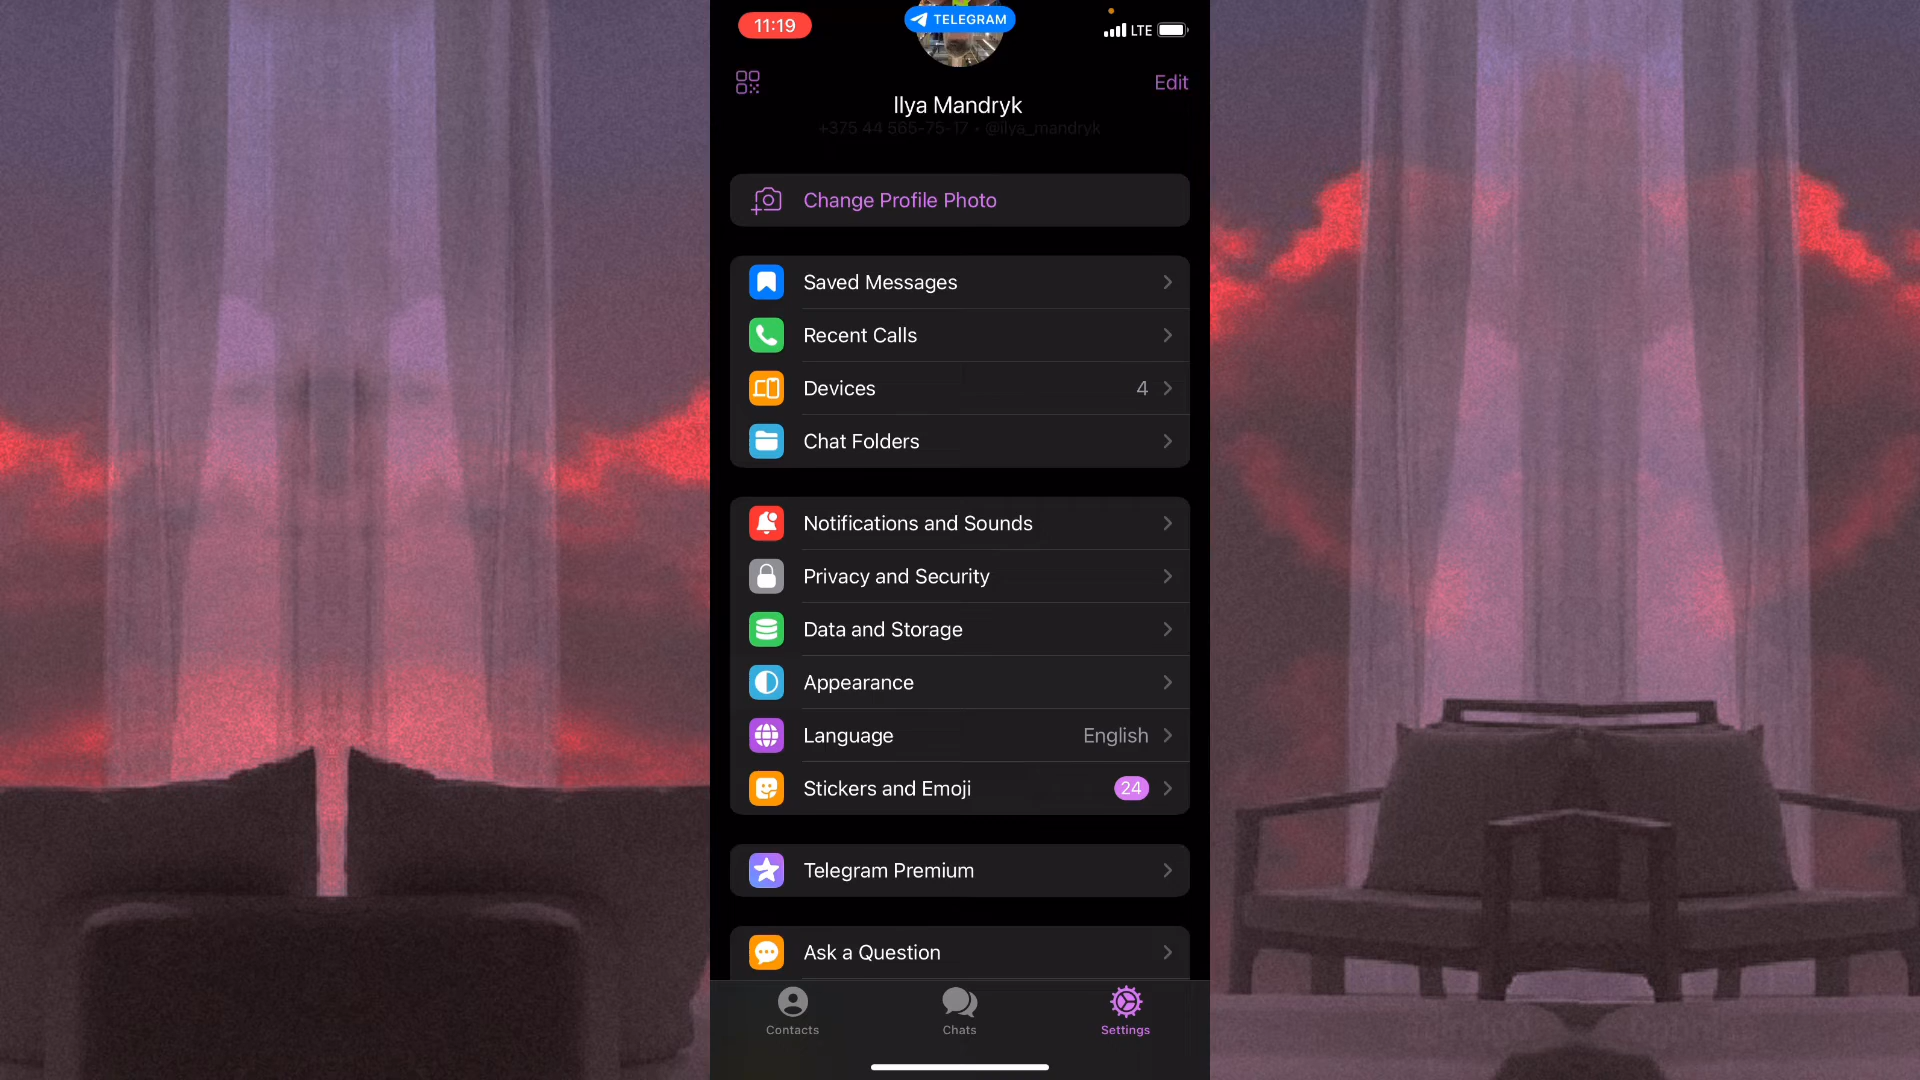 11:19
TELEGRAM
LTE
Edit
Ilya Mandryk
+375 44 565-75-17 • @ilya_mandryk
Change Profile Photo
Saved Messages
Recent Calls
Devices 4
Chat Folders
Notifications and Sounds
Privacy and Security
Data and Storage
Appearance
Language English
Stickers and Emoji 24
Telegram Premium
Ask a Question
Contacts Chats Settings